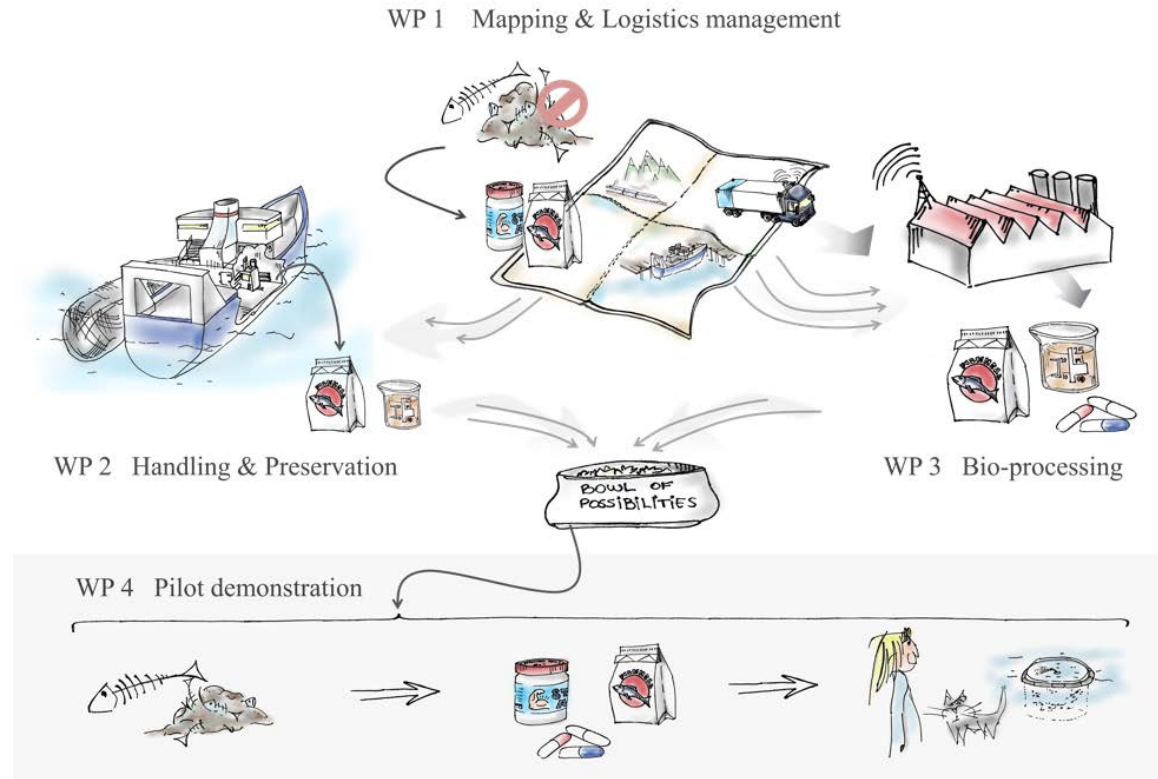 WP 1 Mapping & Logistics management
WP 2 Handling & Preservation
WP 3 Bio-processing
BOWL OF
POSSIBILITIES
WP 4 Pilot demonstration